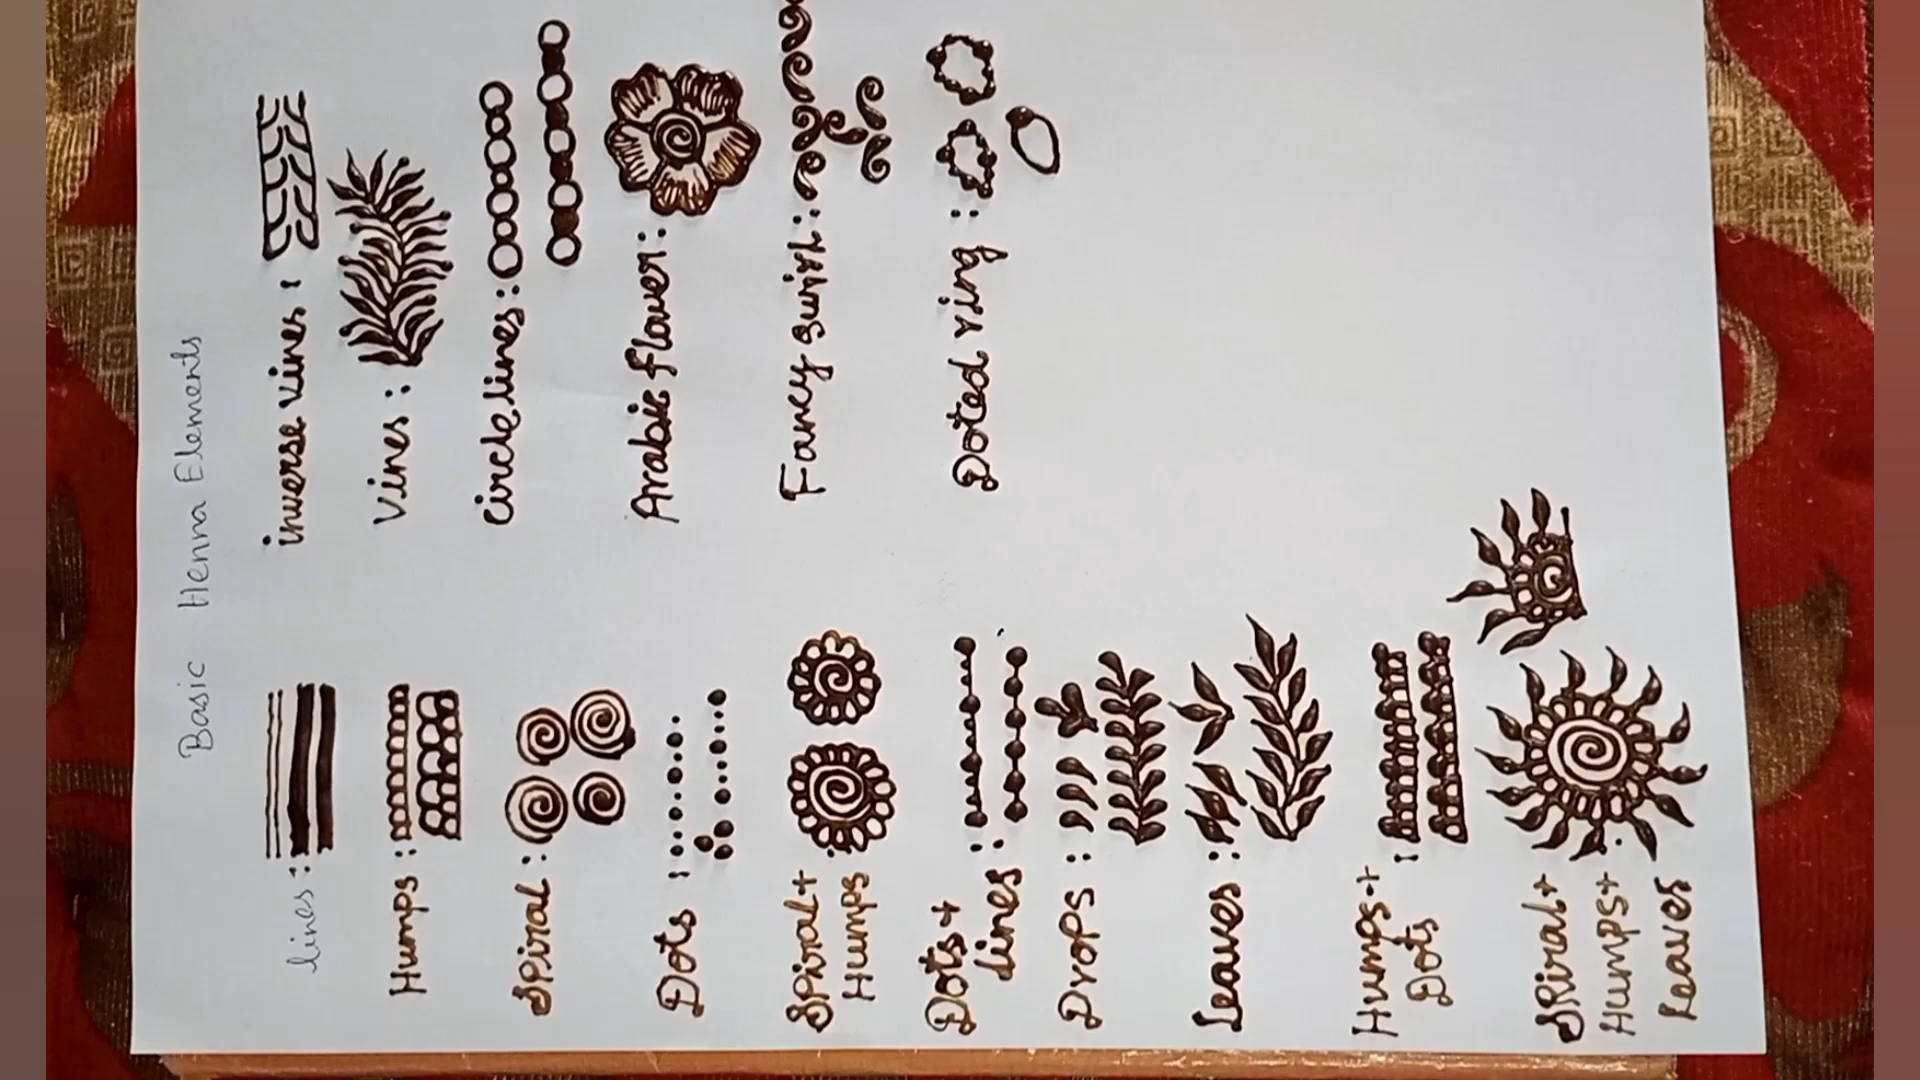 Basic Henna Elements
lines :
Humps :
Spiral :
Dots :
Spiral +
Humps :
Dots +
lines :
Drops :
Leaves :
Humps +
Dots :
Spiral +
Humps +
Leaves :
inverse vines :
Vines :
Circle lines :
Arabic flower :
Fancy swirl :
Doted ring :